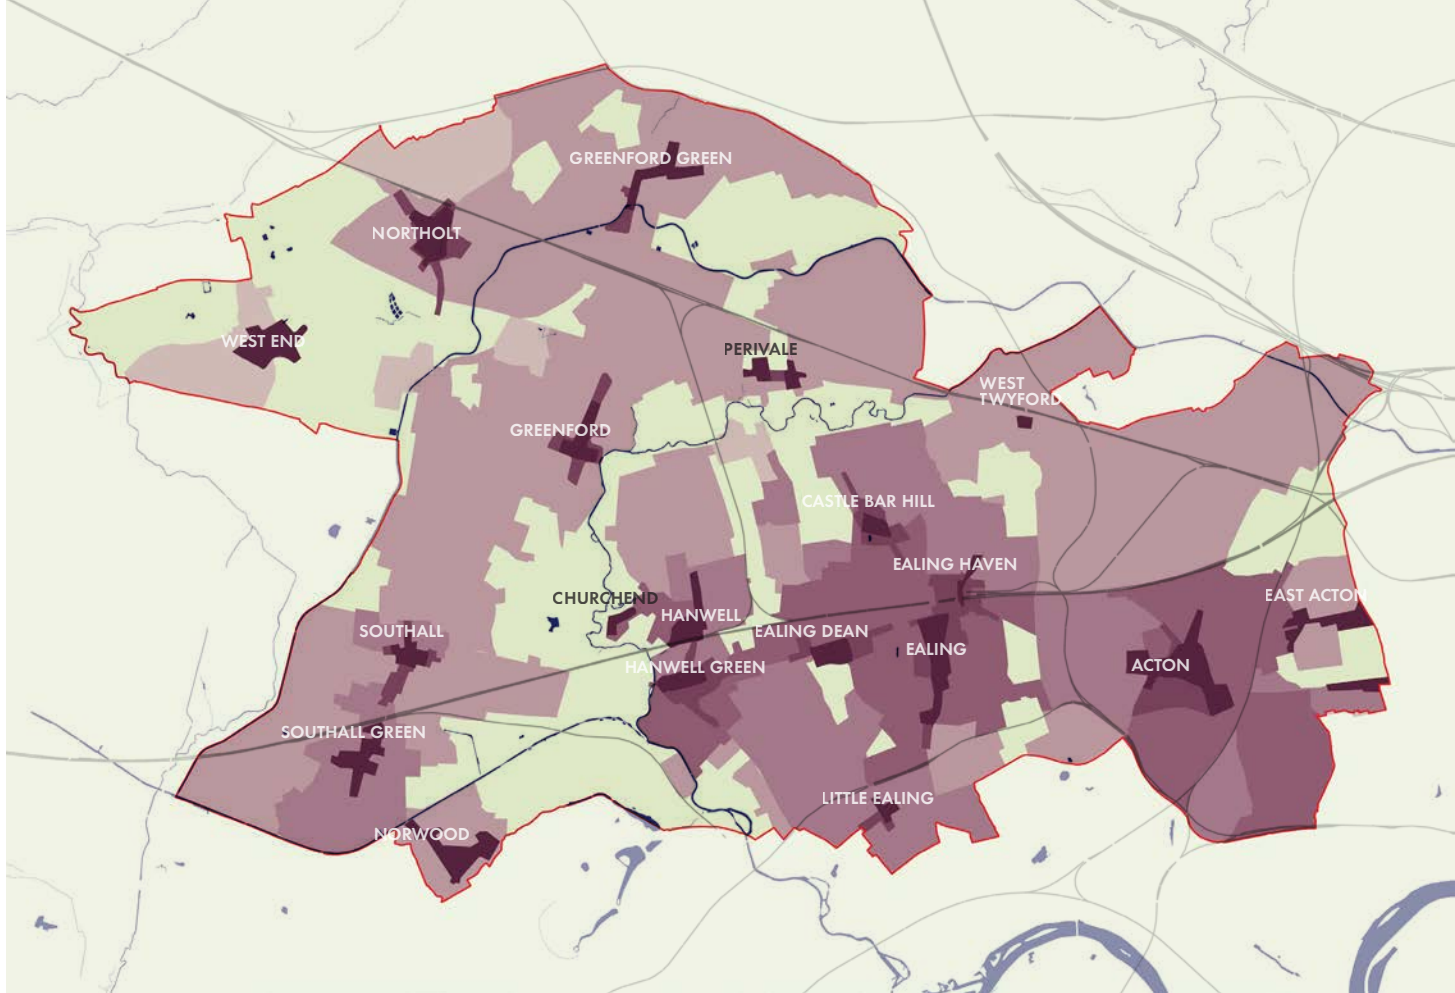 GREENFORD GREEN
NORTHOLT
WEST END
PERIVALE
WEST
TWYFORD
GREENFORD
CASTLE BAR HILL
EALING HAVEN
CHURCHEND
EAST ACTON
HANWELL
SOUTHALL
EALING DEAN
EALING
HANWELL GREEN
ACTON
SOUTHALL GREEN
LITTLE EALING
NORWOOD